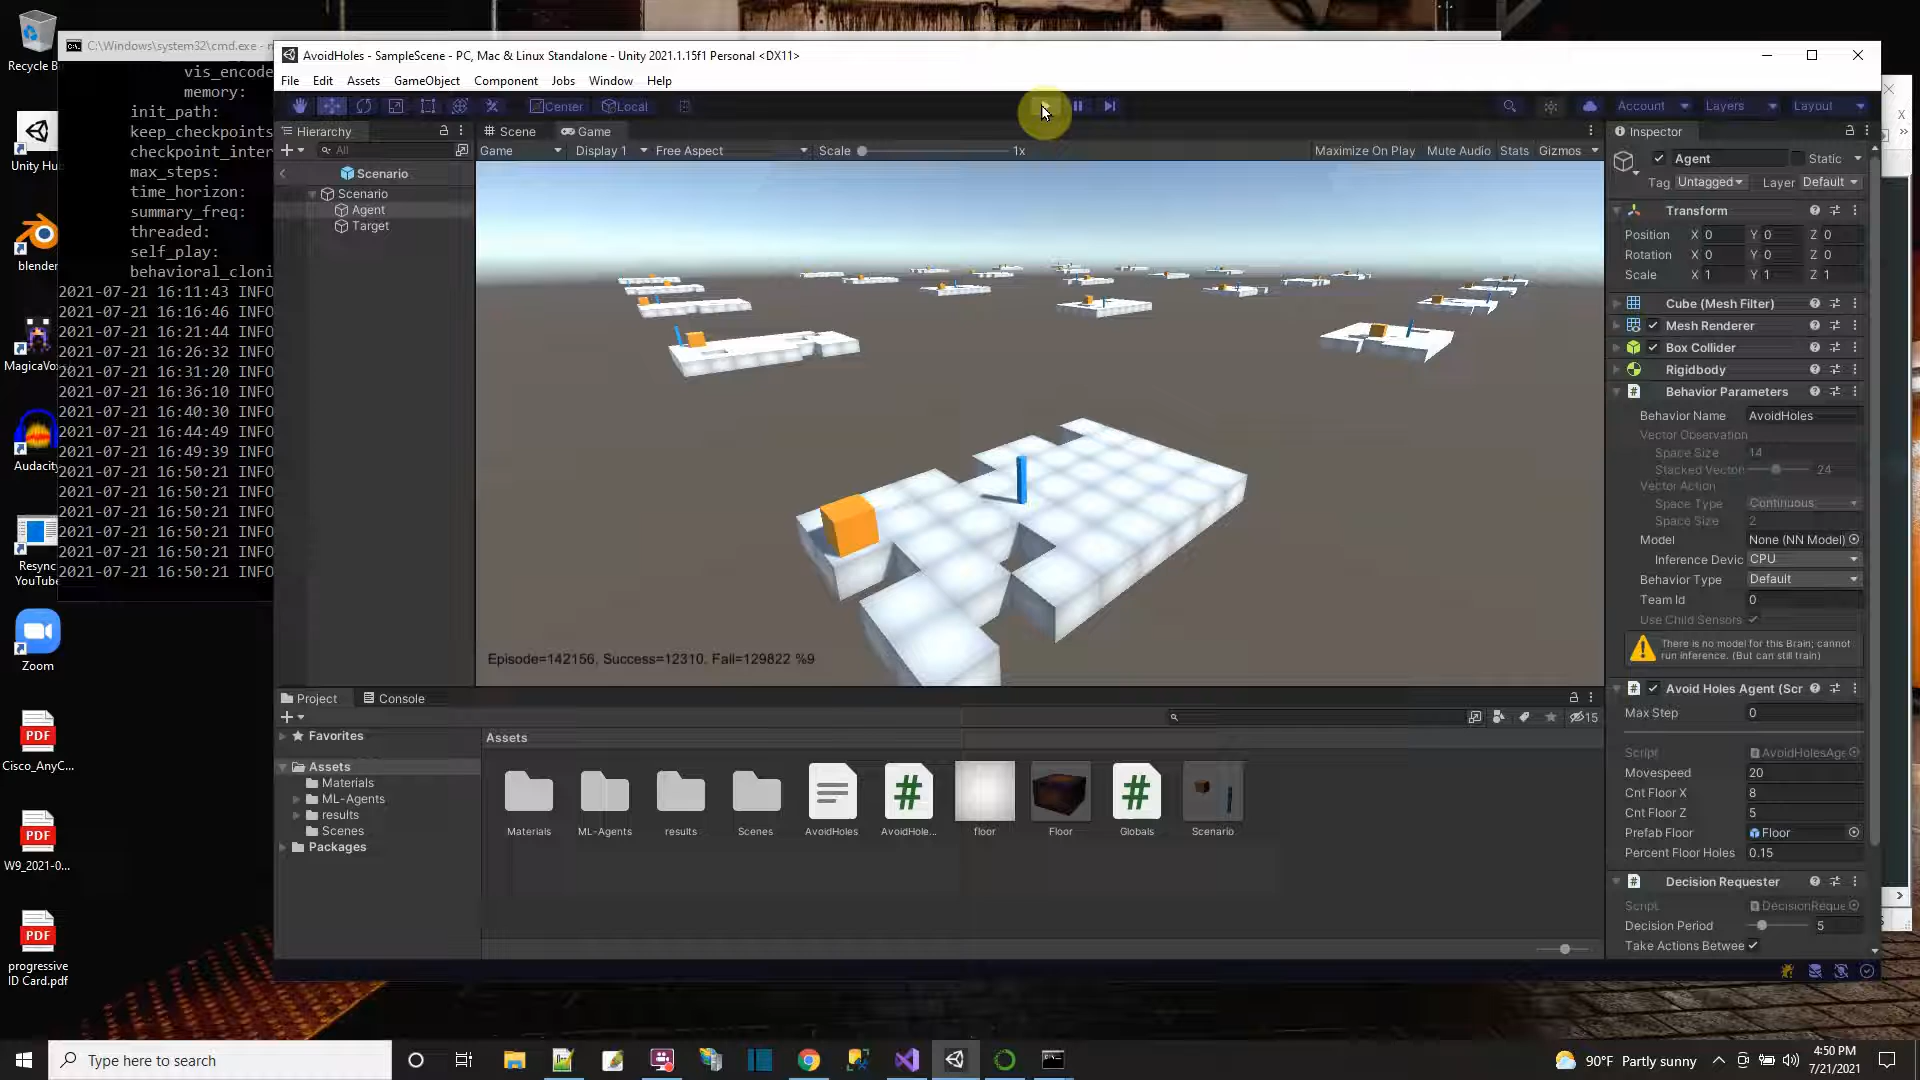 Recycle B
Unity Hu
blender
MagicaVo
Audacit
Resync
YouTube
Zoom
Cisco_AnyC...
W9_2021-0...
progressive
ID Card.pdf
C:\Windows\system32\cmd.exe -
vis_encode
memory:
init_path:
keep_checkpoints
checkpoint_inter
max_steps:
time_horizon:
summary_freq:
threaded:
self_play:
behavioral_cloni
2021-07-21 16:11:43 INFO
2021-07-21 16:16:46 INFO
2021-07-21 16:21:44 INFO
2021-07-21 16:26:32 INFO
2021-07-21 16:31:20 INFO
2021-07-21 16:36:10 INFO
2021-07-21 16:40:30 INFO
2021-07-21 16:44:49 INFO
2021-07-21 16:49:39 INFO
2021-07-21 16:50:21 INFO
2021-07-21 16:50:21 INFO
2021-07-21 16:50:21 INFO
2021-07-21 16:50:21 INFO
2021-07-21 16:50:21 INFO
2021-07-21 16:50:21 INFO
AvoidHoles - SampleScene - PC, Mac & Linux Standalone - Unity 2021.1.15f1 Personal <DX11>
File Edit Assets GameObject Component Jobs Window Help
Center Local Account Layers Layout
Hierarchy
All
Scenario
Scenario
Agent
Target
Scene Game
Game Display 1 Free Aspect Scale 1x Maximize On Play Mute Audio Stats Gizmos
Episode=142156, Success=12310, Fail=129822 %9
Project Console
15
Favorites
Assets
Materials
ML-Agents
results
Scenes
Packages
Assets
Materials ML-Agents results Scenes AvoidHoles AvoidHole... floor Floor Globals Scenario
Inspector
Agent Static
Tag Untagged Layer Default
Transform
Position X 0 Y 0 Z 0
Rotation X 0 Y 0 Z 0
Scale X 1 Y 1 Z 1
Cube (Mesh Filter)
Mesh Renderer
Box Collider
Rigidbody
Behavior Parameters
Behavior Name AvoidHoles
Vector Observation
Space Size 14
Stacked Vector 24
Vector Action
Space Type Continuous
Space Size 2
Model None (NN Model)
Inference Devic CPU
Behavior Type Default
Team Id 0
Use Child Sensors
There is no model for this Brain; cannot
run inference. (But can still train)
Avoid Holes Agent (Scr
Max Step 0
Script AvoidHolesAge
Movespeed 20
Cnt Floor X 8
Cnt Floor Z 5
Prefab Floor Floor
Percent Floor Holes 0.15
Decision Requester
Script DecisionReque
Decision Period 5
Take Actions Betwee
Type here to search
90°F Partly sunny
4:50 PM
7/21/2021